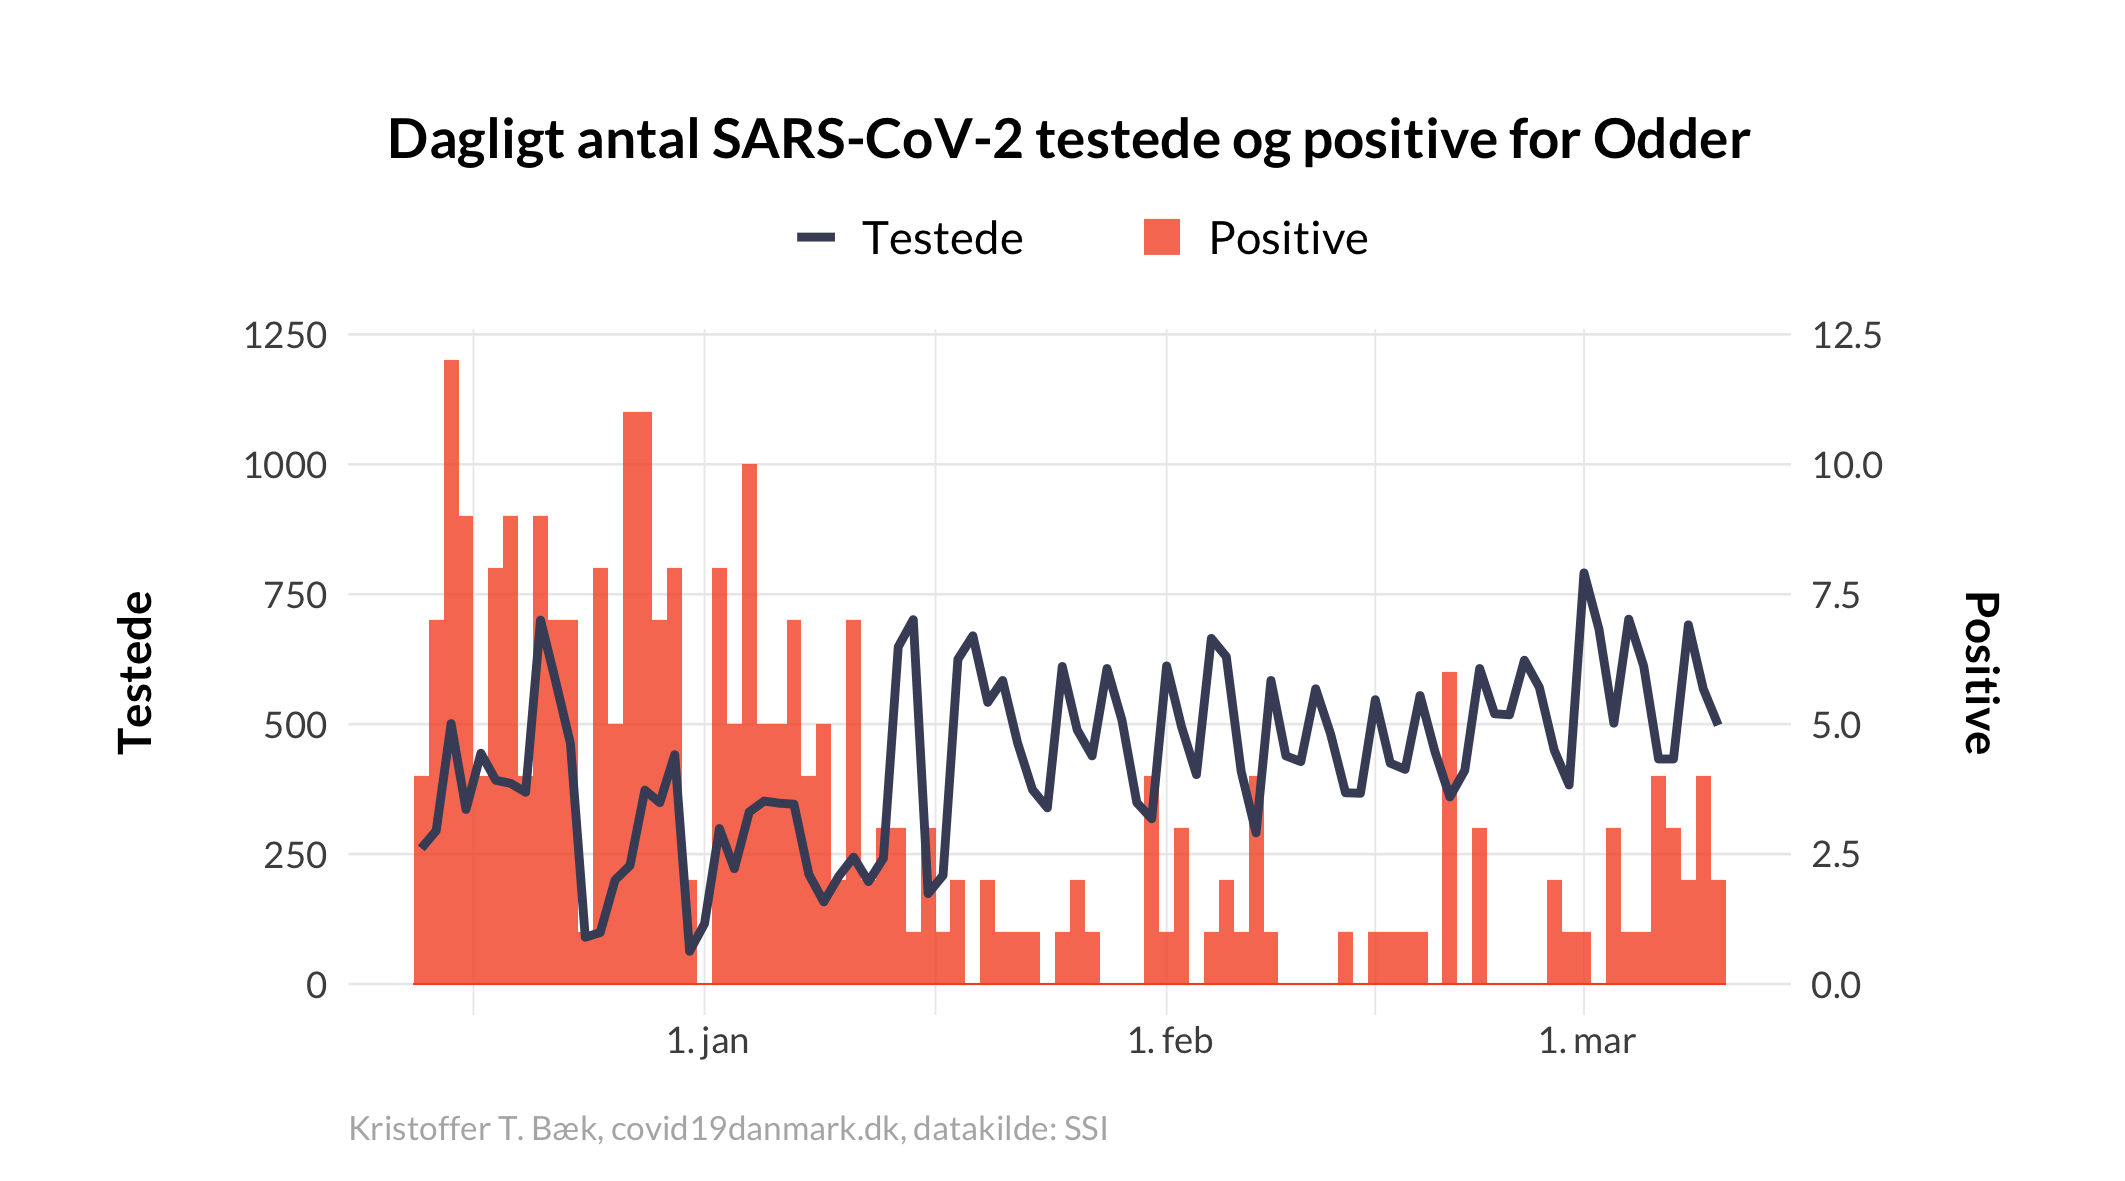 Dagligt antal SARS-CoV-2 testede og positive for Odder
Testede
Positive
1250
1000
750
500
250
0
12.5
10.0
7.5
5.0
2.5
0.0
Testede
Positive
1. jan
1. feb
1. mar
Kristoffer T. Bæk, covid19danmark.dk, datakilde: SSI